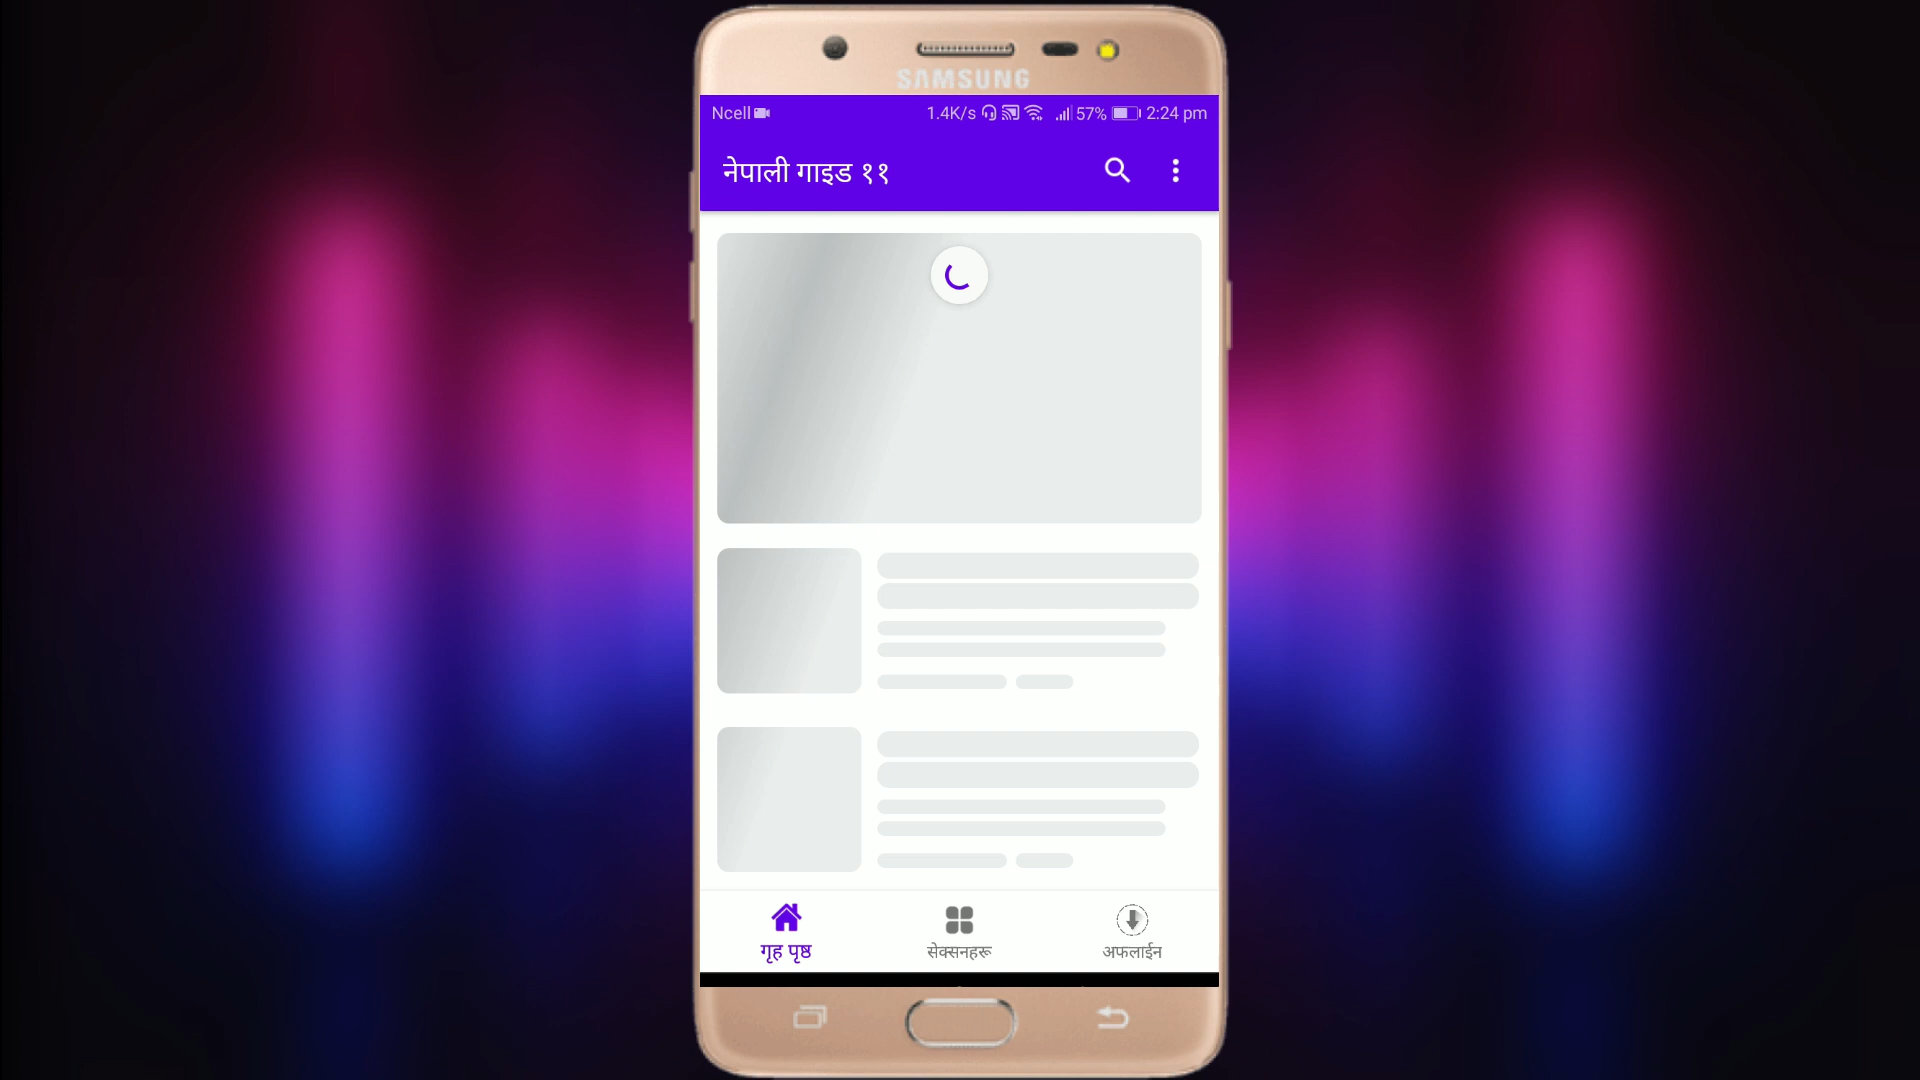 SAMSUNG
Ncell 1.4K/s 57% 2:24 pm
नेपाली गाइड ११
गृह पृष्ठ सेक्सनहरू अफलाईन